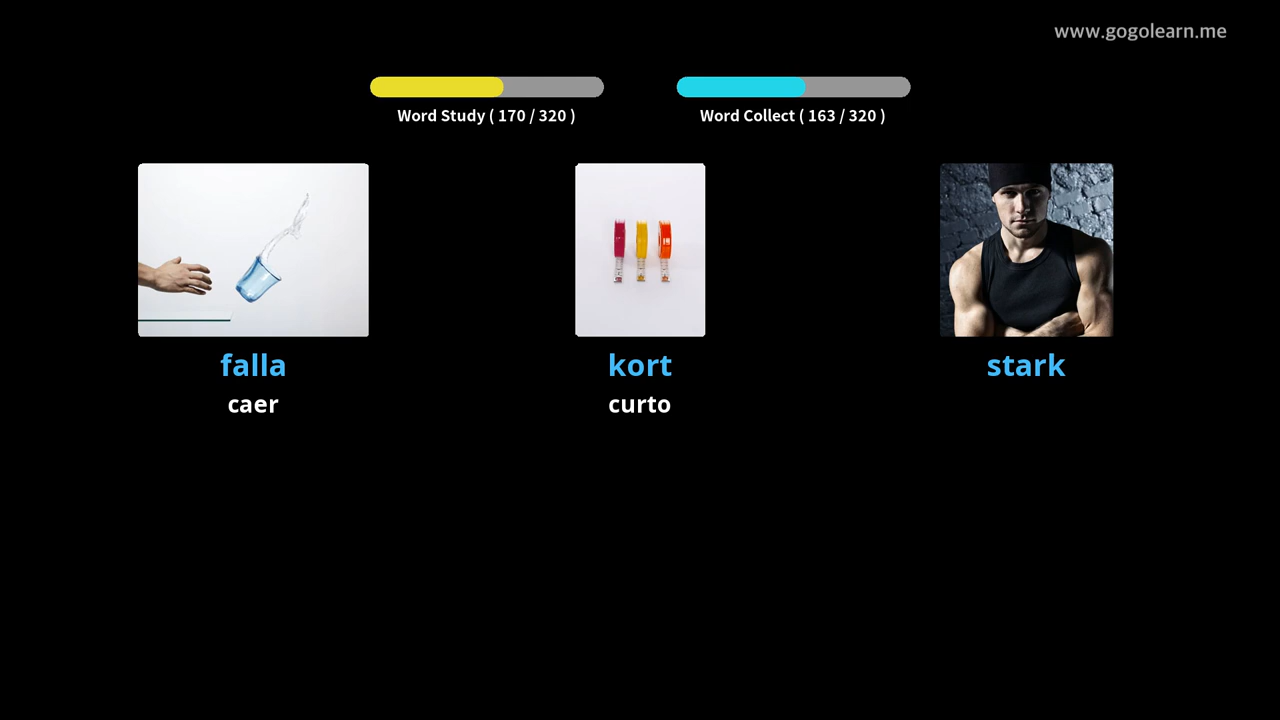 www.gogolearn.me
Word Study ( 170 / 320 )
Word Collect ( 163 / 320 )
falla
caer
kort
curto
stark